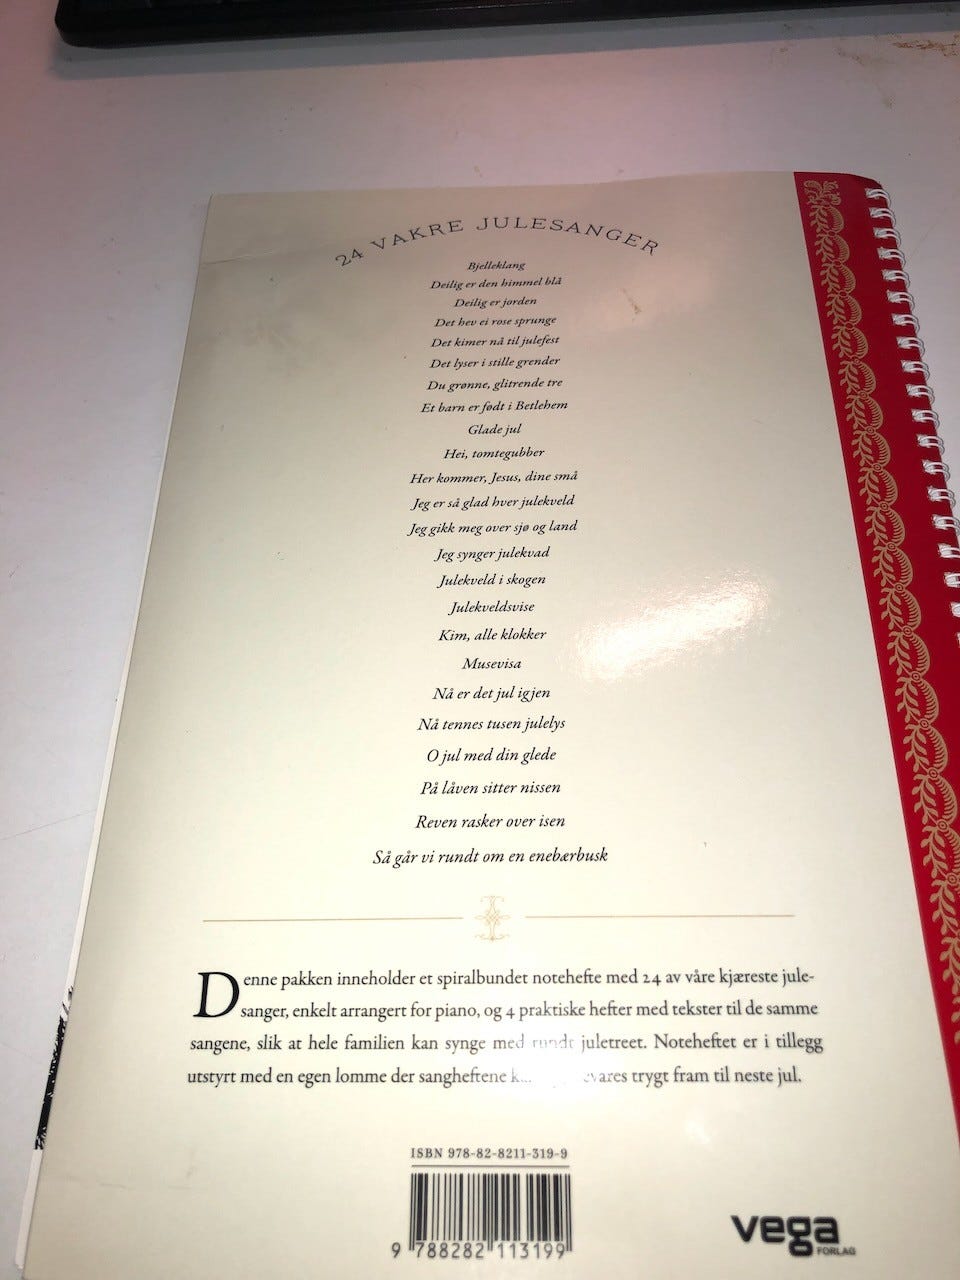 24 VAKRE JULESANGER
Bjelleklang
Deilig er den himmel blå
Deilig er jorden
Det hev ei rose sprunge
Det kimer nå til julefest
Det lyser i stille grender
Du grønne, glitrende tre
Et barn er født i Betlehem
Glade jul
Hei, tomtegubber
Her kommer, Jesus, dine små
Jeg er så glad hver julekveld
Jeg gikk meg over sjø og land
Jeg synger julekvad
Julekveld i skogen
Julekveldsvise
Kim, alle klokker
Musevisa
Nå er det jul igjen
Nå tennes tusen julelys
O jul med din glede
På låven sitter nissen
Reven rasker over isen
Så går vi rundt om en enebærbusk
Denne pakken inneholder et spiralbundet notehefte med 24 av våre kjæreste jule-
sanger, enkelt arrangert for piano, og 4 praktiske hefter med tekster til de samme
sangene, slik at hele familien kan synge med rundt juletreet. Noteheftet er i tillegg
utstyrt med en egen lomme der sangheftene trygt fram til neste jul.
ISBN 978-82-8211-319-9
9 788282 113199
vega
FORLAG